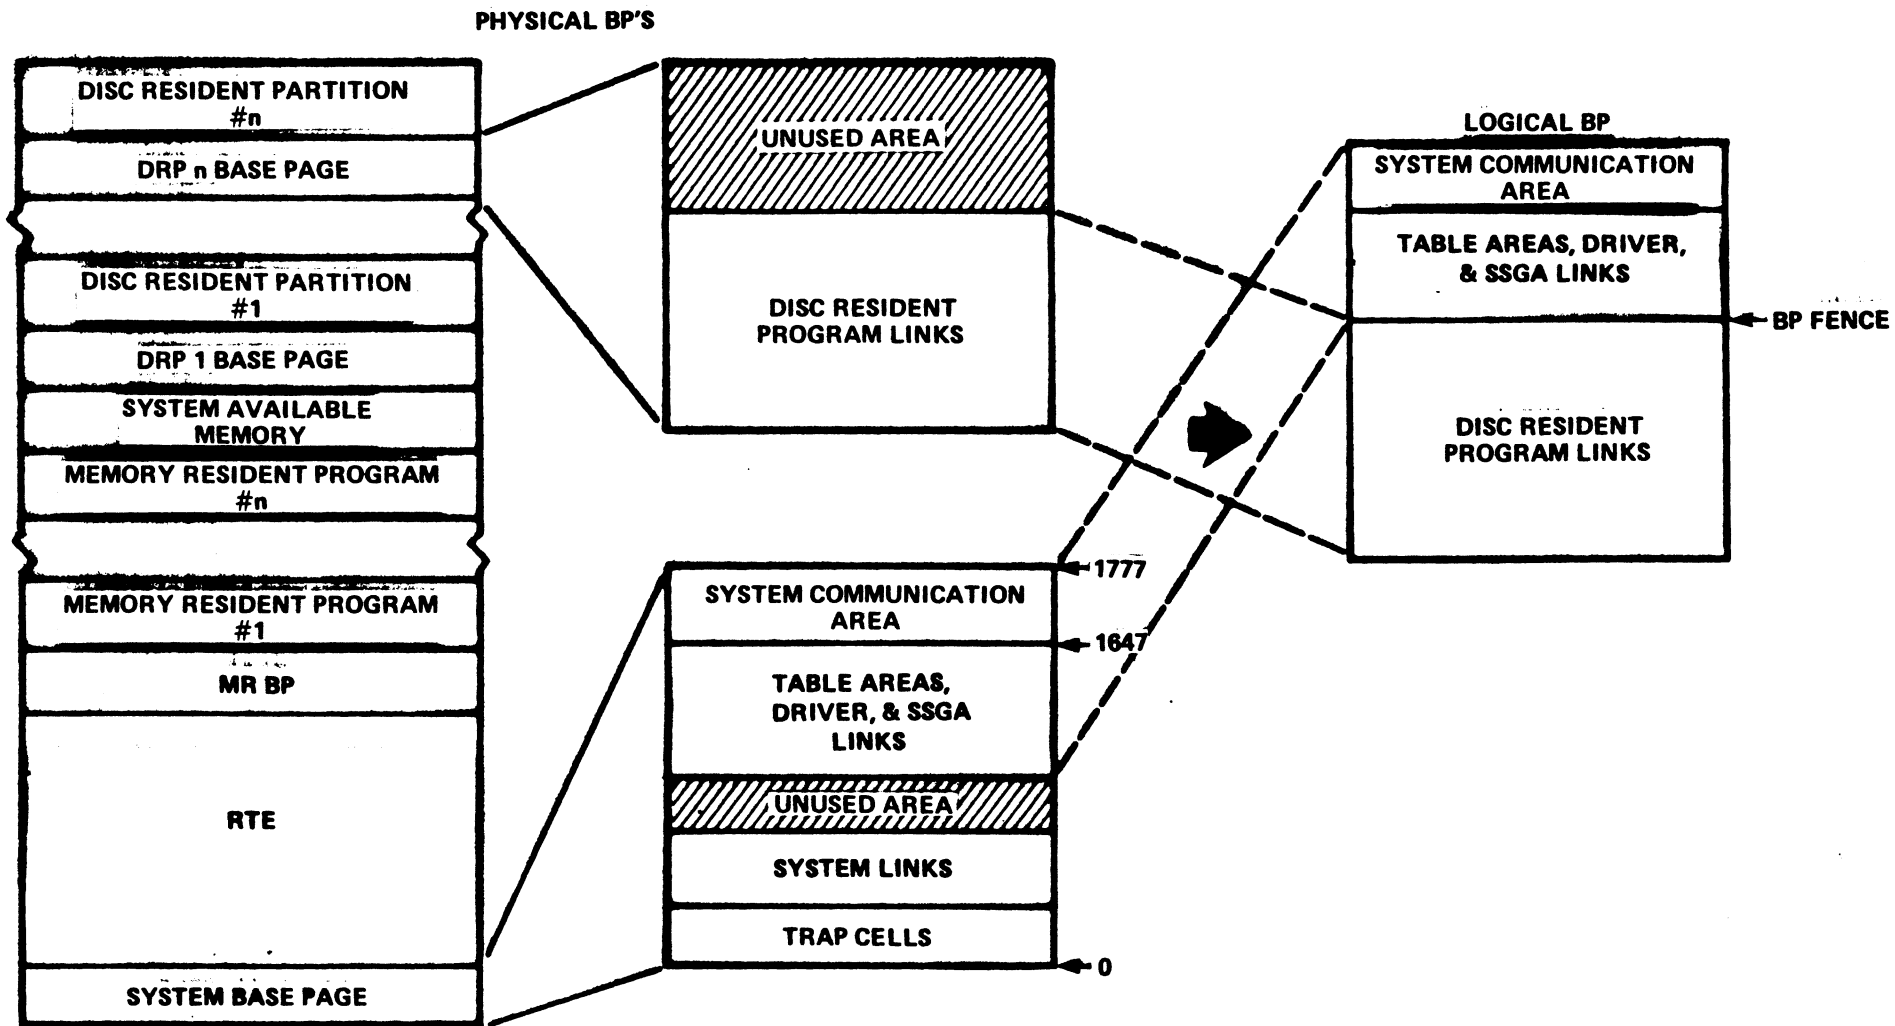 PHYSICAL BP'S
DISC RESIDENT PARTITION
#n
DRP n BASE PAGE
DISC RESIDENT PARTITION
#1
DRP 1 BASE PAGE
SYSTEM AVAILABLE
MEMORY
MEMORY RESIDENT PROGRAM
#n
MEMORY RESIDENT PROGRAM
#1
MR BP
RTE
SYSTEM BASE PAGE
UNUSED AREA
DISC RESIDENT
PROGRAM LINKS
SYSTEM COMMUNICATION
AREA
TABLE AREAS,
DRIVER, & SSGA
LINKS
UNUSED AREA
SYSTEM LINKS
TRAP CELLS
1777
1647
0
LOGICAL BP
SYSTEM COMMUNICATION
AREA
TABLE AREAS, DRIVER,
& SSGA LINKS
BP FENCE
DISC RESIDENT
PROGRAM LINKS